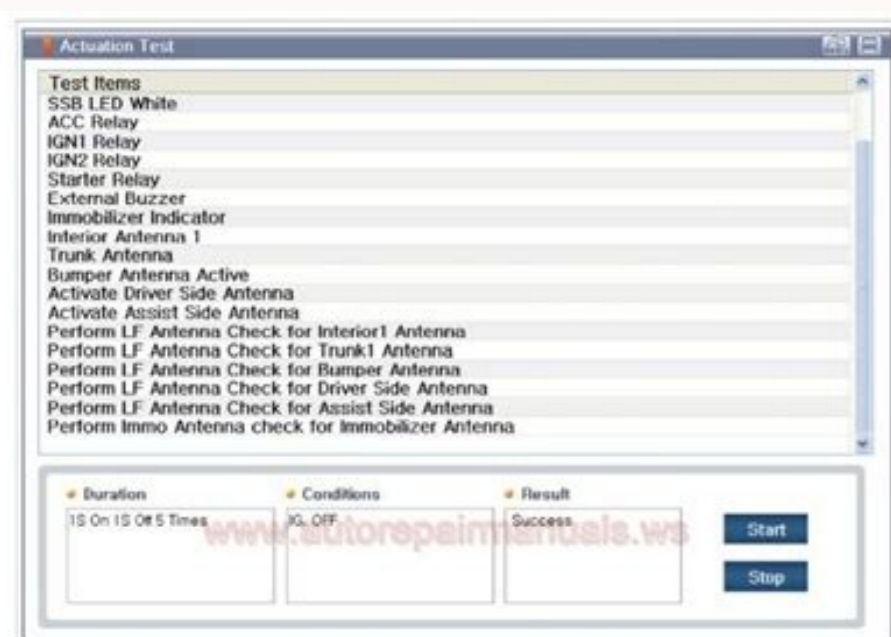 Actuation Test
Test Items
SSB LED White
ACC Relay
IGN1 Relay
IGN2 Relay
Starter Relay
External Buzzer
Immobilizer Indicator
Interior Antenna 1
Trunk Antenna
Bumper Antenna Active
Activate Driver Side Antenna
Activate Assist Side Antenna
Perform LF Antenna Check for Interior1 Antenna
Perform LF Antenna Check for Trunk1 Antenna
Perform LF Antenna Check for Bumper Antenna
Perform LF Antenna Check for Driver Side Antenna
Perform LF Antenna Check for Assist Side Antenna
Perform Immo Antenna check for Immobilizer Antenna
Duration Conditions Result
1S On 1S Off 5 Times IG. OFF Success
www.autorepairmanuals.ws
Start
Stop